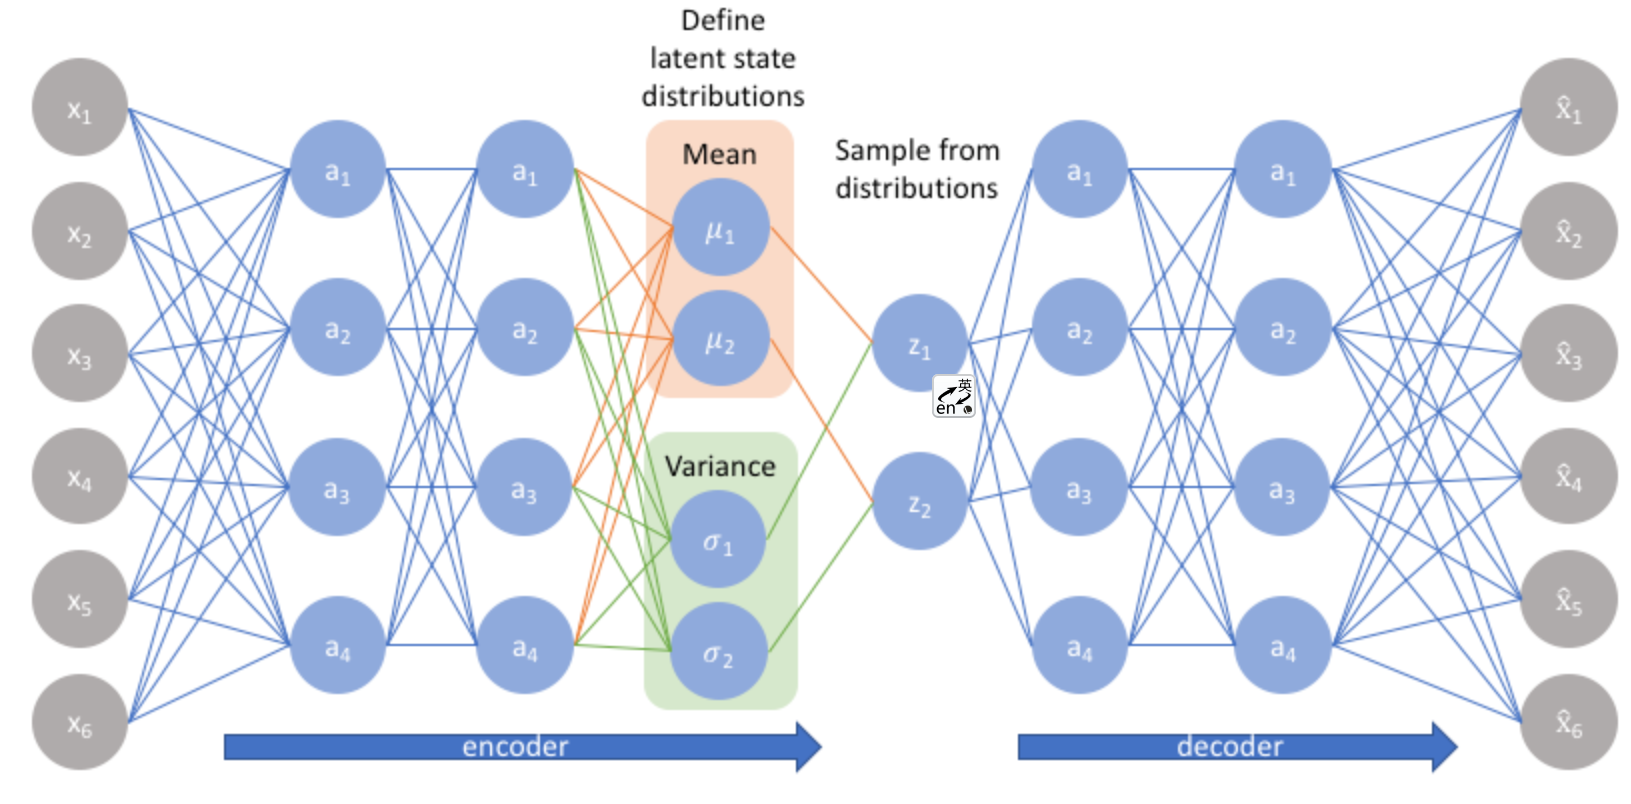 Define
latent state
distributions
Mean
Sample from
distributions
Variance
x₁
x₂
x₃
x₄
x₅
x₆
a₁
a₂
a₃
a₄
a₁
a₂
a₃
a₄
μ₁
μ₂
σ₁
σ₂
z₁
英
en
z₂
a₁
a₂
a₃
a₄
a₁
a₂
a₃
a₄
x̂₁
x̂₂
x̂₃
x̂₄
x̂₅
x̂₆
encoder
decoder